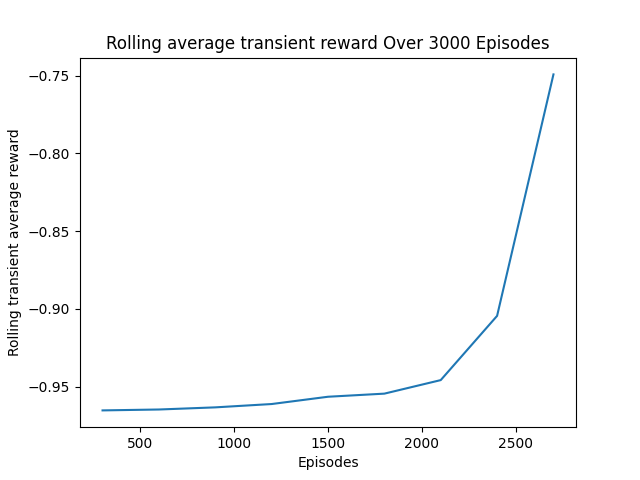 Rolling average transient reward Over 3000 Episodes
Rolling transient average reward
−0.75
−0.80
−0.85
−0.90
−0.95
500 1000 1500 2000 2500
Episodes